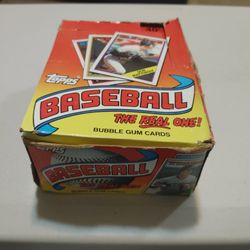 Topps
BASEBALL
THE REAL ONE!
BUBBLE GUM CARDS
BASEBALL